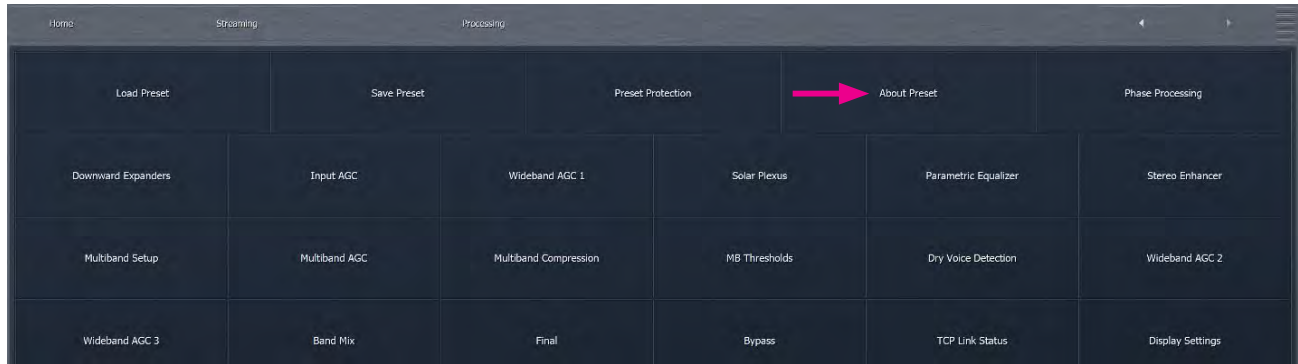 Home Streaming Processing
Load Preset Save Preset Preset Protection About Preset Phase Processing
Downward Expanders Input AGC Wideband AGC 1 Solar Plexus Parametric Equalizer Stereo Enhancer
Multiband Setup Multiband AGC Multiband Compression MB Thresholds Dry Voice Detection Wideband AGC 2
Wideband AGC 3 Band Mix Final Bypass TCP Link Status Display Settings